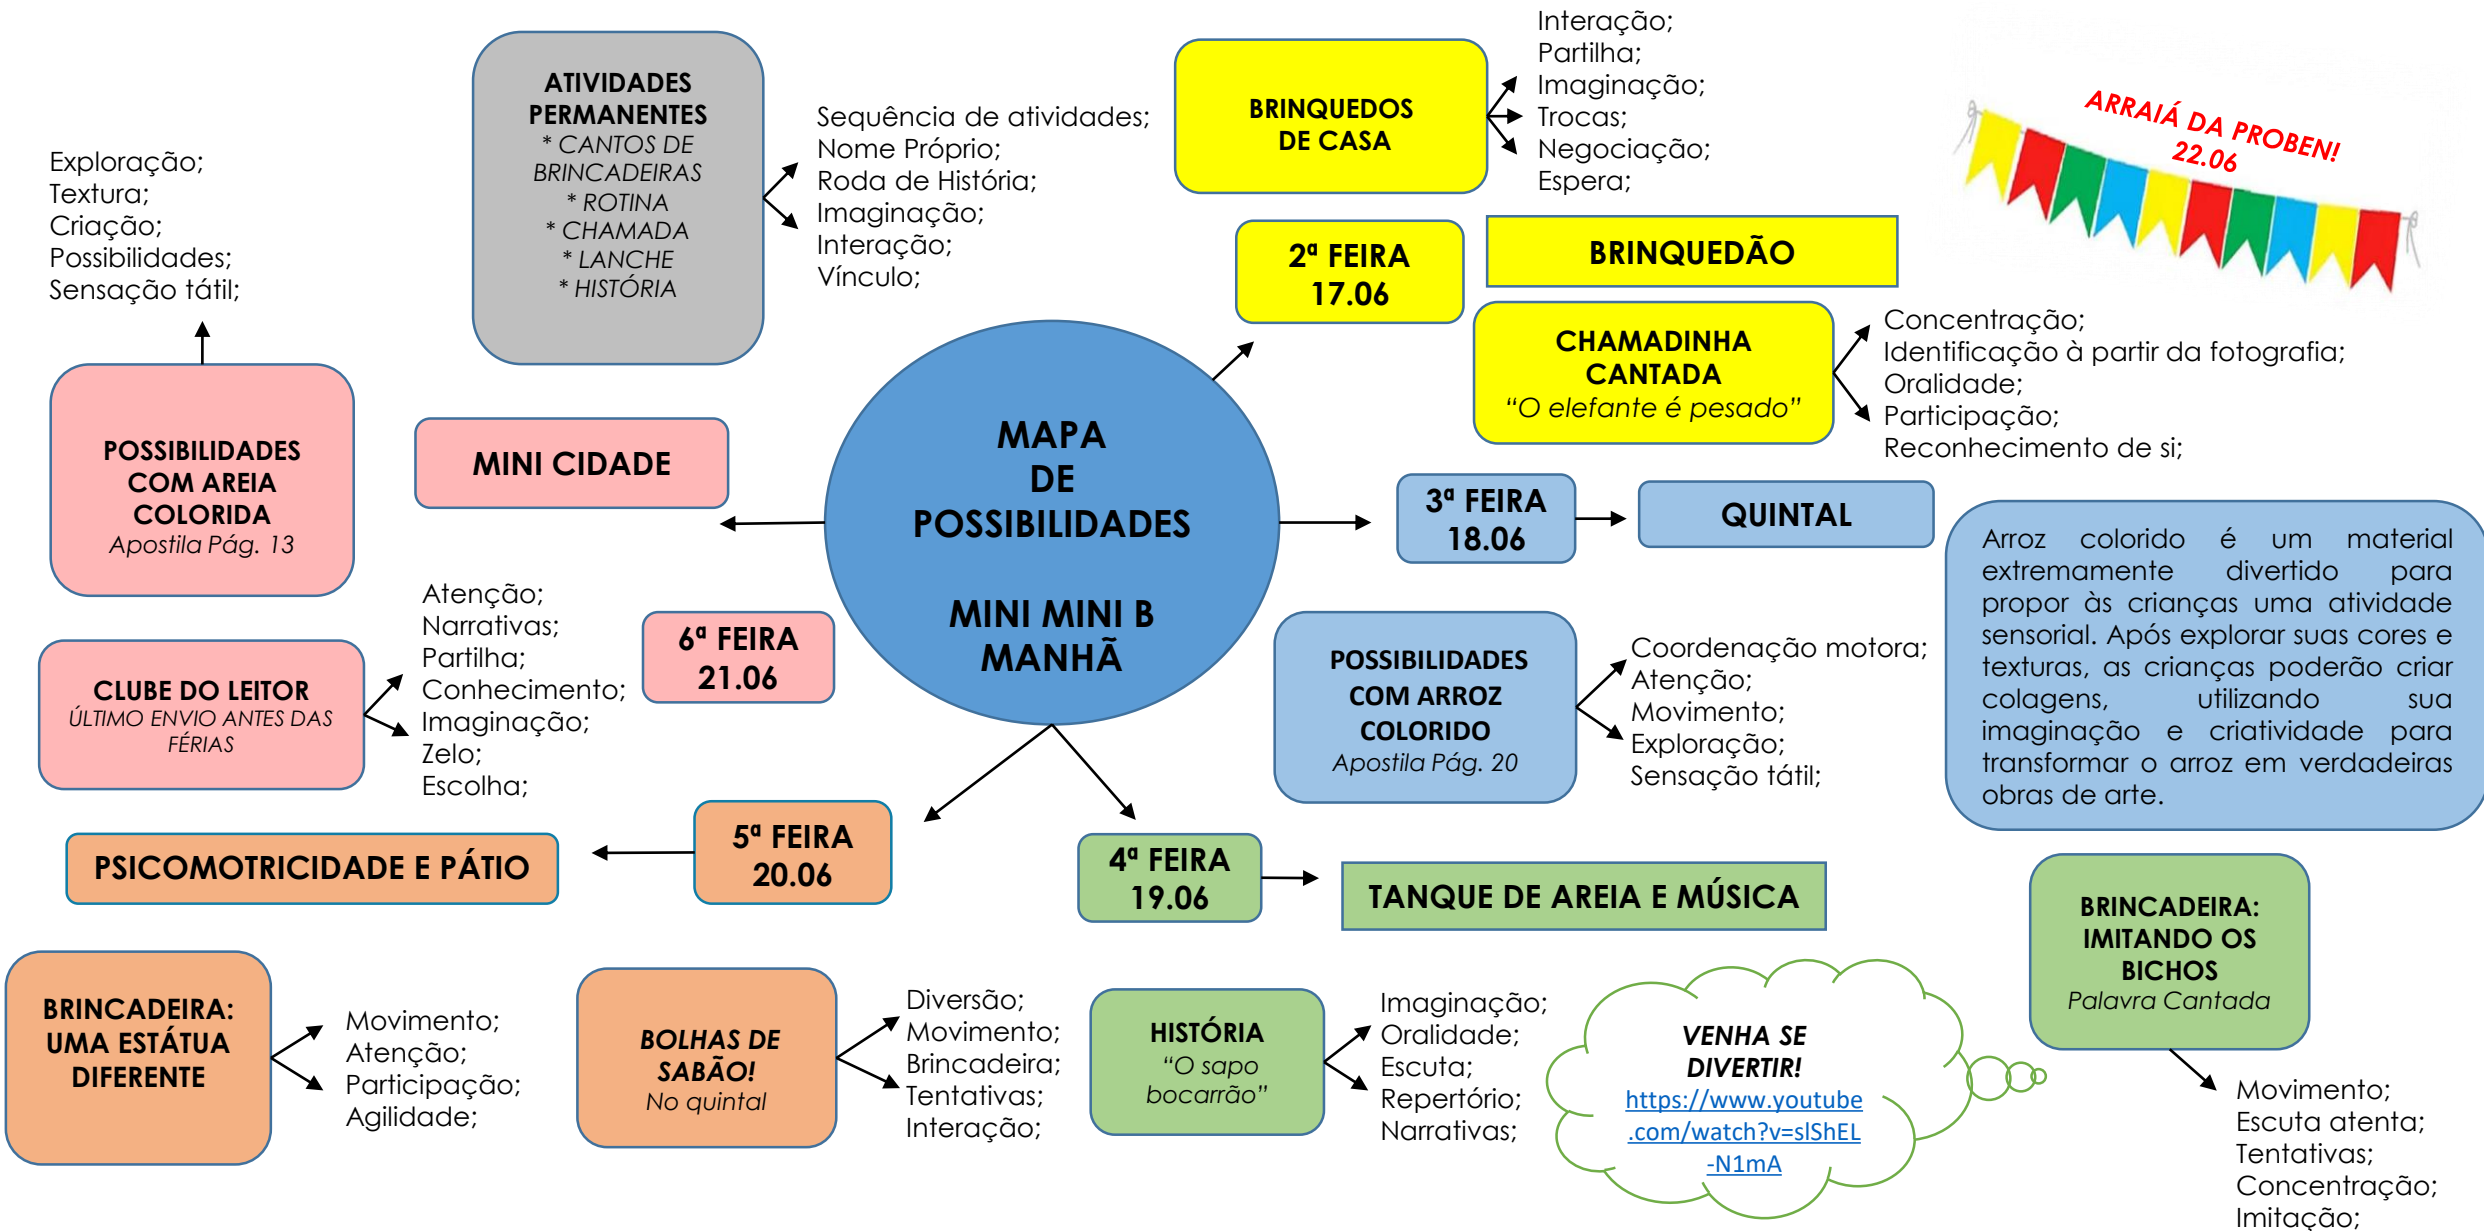 ATIVIDADES
PERMANENTES
* CANTOS DE
BRINCADEIRAS
* ROTINA
* CHAMADA
* LANCHE
* HISTÓRIA
Sequência de atividades;
Nome Próprio;
Roda de História;
Imaginação;
Interação;
Vínculo;
BRINQUEDOS
DE CASA
Interação;
Partilha;
Imaginação;
Trocas;
Negociação;
Espera;
ARRAIÁ DA PROBEN!
22.06
2ª FEIRA
17.06
BRINQUEDÃO
CHAMADINHA
CANTADA
“O elefante é pesado”
Concentração;
Identificação à partir da fotografia;
Oralidade;
Participação;
Reconhecimento de si;
Exploração;
Textura;
Criação;
Possibilidades;
Sensação tátil;
POSSIBILIDADES
COM AREIA
COLORIDA
Apostila Pág. 13
MINI CIDADE
MAPA
DE
POSSIBILIDADES
MINI MINI B
MANHÃ
3ª FEIRA
18.06
QUINTAL
POSSIBILIDADES
COM ARROZ
COLORIDO
Apostila Pág. 20
Coordenação motora;
Atenção;
Movimento;
Exploração;
Sensação tátil;
Arroz colorido é um material
extremamente divertido para
propor às crianças uma atividade
sensorial. Após explorar suas cores e
texturas, as crianças poderão criar
colagens, utilizando sua
imaginação e criatividade para
transformar o arroz em verdadeiras
obras de arte.
6ª FEIRA
21.06
CLUBE DO LEITOR
ÚLTIMO ENVIO ANTES DAS
FÉRIAS
Atenção;
Narrativas;
Partilha;
Conhecimento;
Imaginação;
Zelo;
Escolha;
5ª FEIRA
20.06
PSICOMOTRICIDADE E PÁTIO
4ª FEIRA
19.06
TANQUE DE AREIA E MÚSICA
BRINCADEIRA:
UMA ESTÁTUA
DIFERENTE
Movimento;
Atenção;
Participação;
Agilidade;
BOLHAS DE
SABÃO!
No quintal
Diversão;
Movimento;
Brincadeira;
Tentativas;
Interação;
HISTÓRIA
“O sapo
bocarrão”
Imaginação;
Oralidade;
Escuta;
Repertório;
Narrativas;
VENHA SE
DIVERTIR!
https://www.youtube
.com/watch?v=slShEL
-N1mA
BRINCADEIRA:
IMITANDO OS
BICHOS
Palavra Cantada
Movimento;
Escuta atenta;
Tentativas;
Concentração;
Imitação;